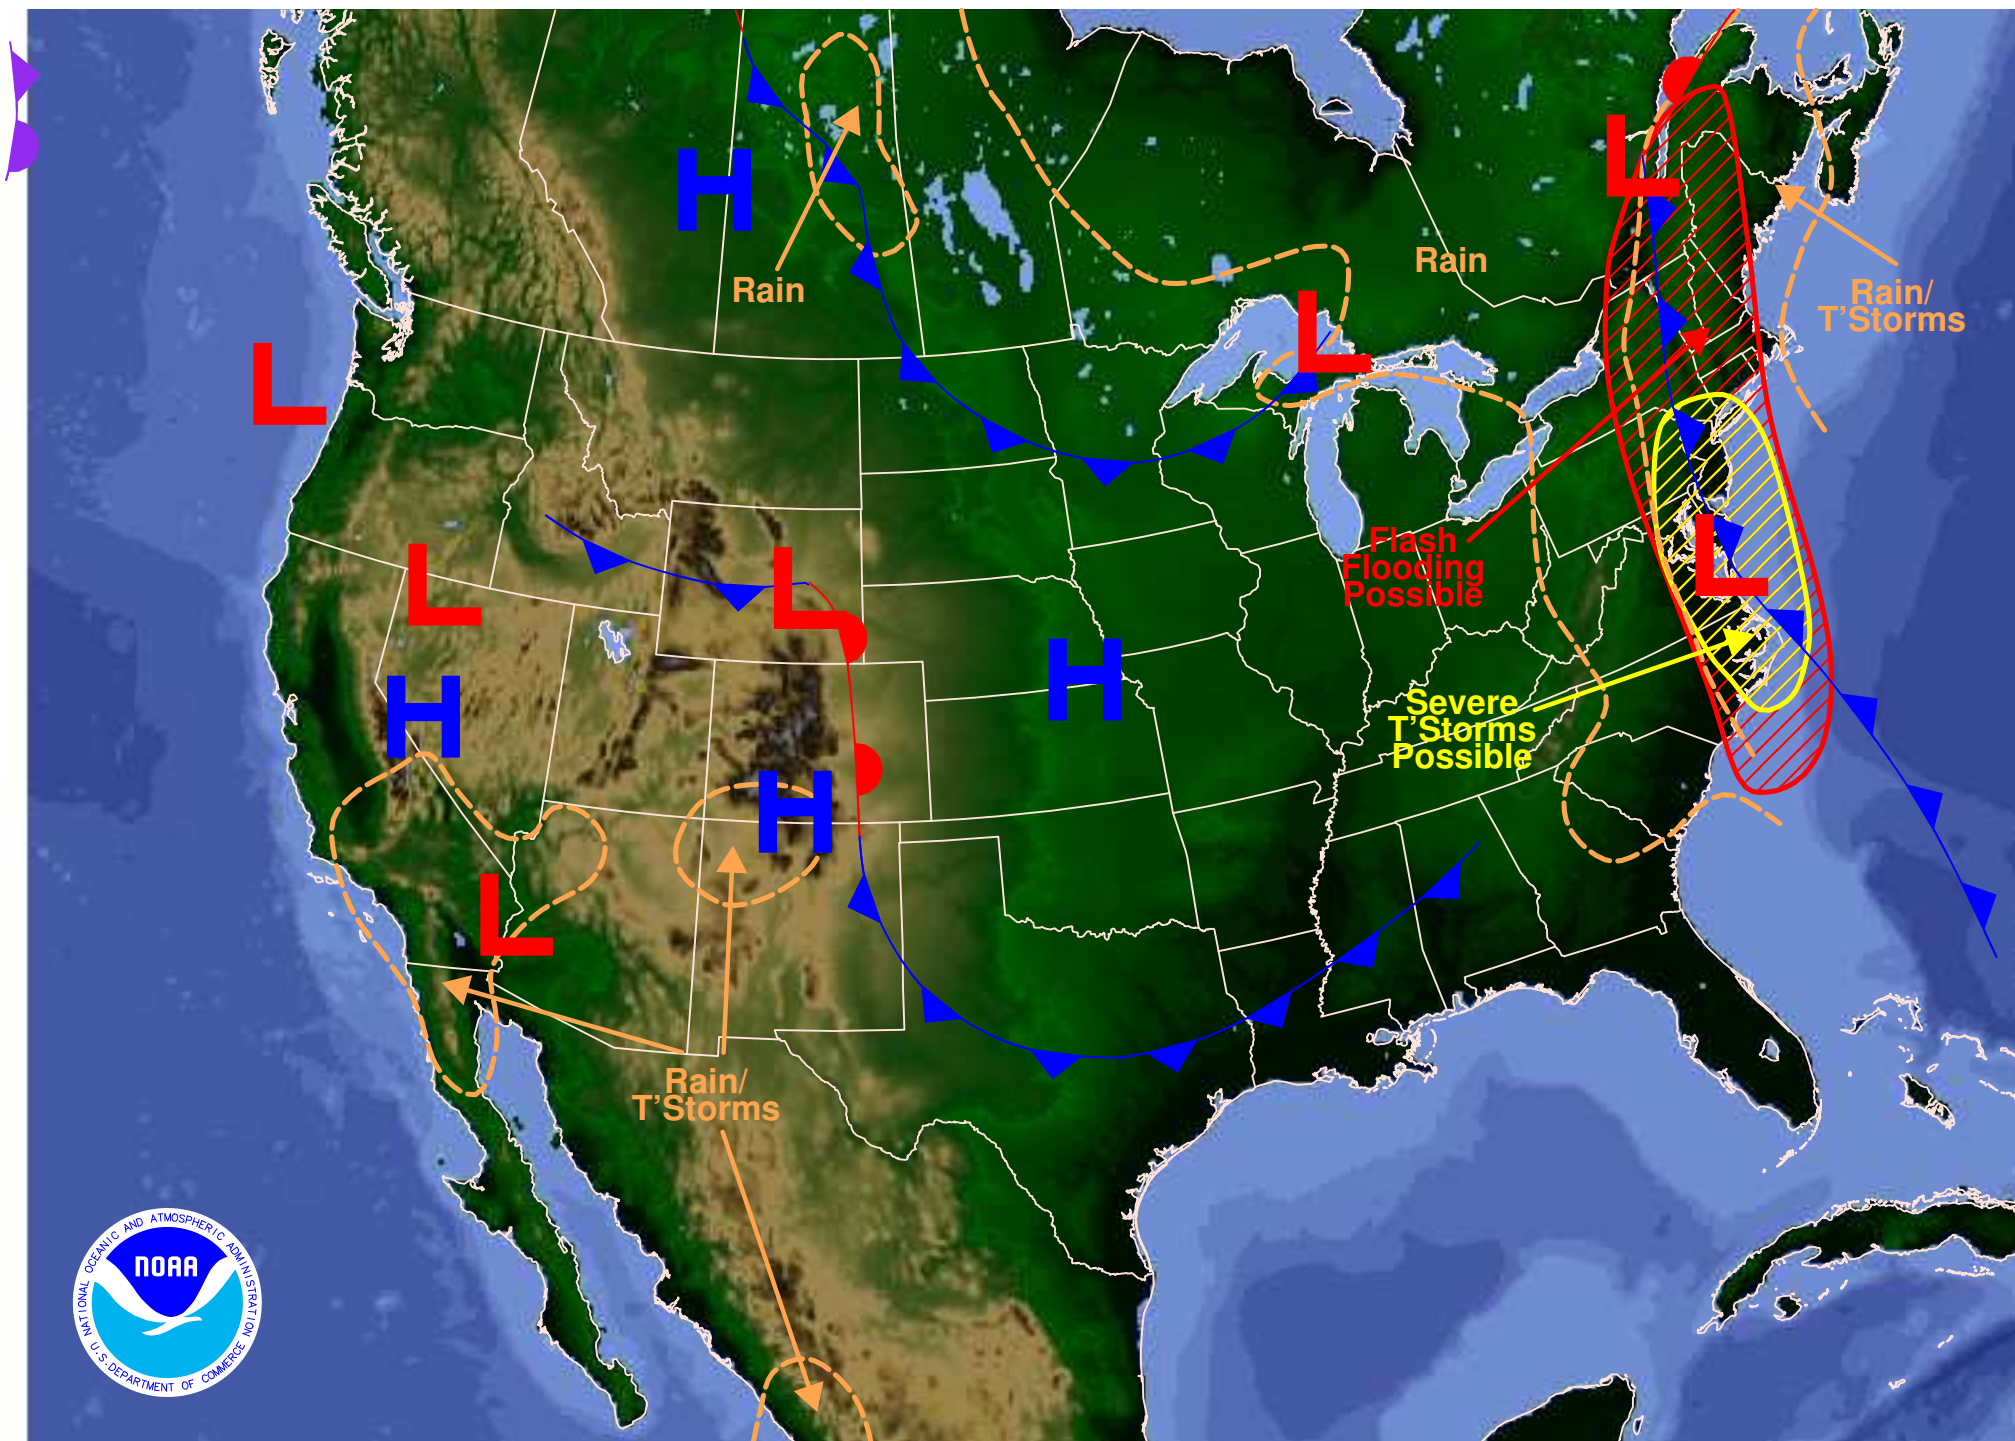 L
H
Rain
Rain
Rain/
T'Storms
L
L
Flash
Flooding
Possible
L
L
L
H
H
Severe
T'Storms
Possible
H
L
Rain/
T'Storms
NATIONAL OCEANIC AND ATMOSPHERIC ADMINISTRATION
NOAA
U.S. DEPARTMENT OF COMMERCE